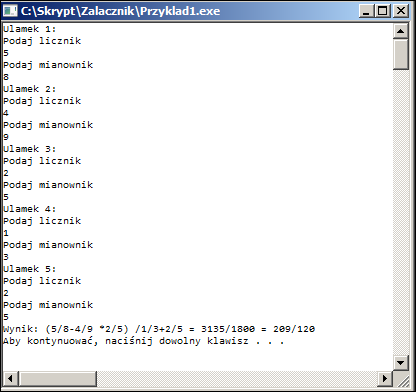 C:\Skrypt\Zalacznik\Przyklad1.exe
Ulamek 1:
Podaj licznik
5
Podaj mianownik
8
Ulamek 2:
Podaj licznik
4
Podaj mianownik
9
Ulamek 3:
Podaj licznik
2
Podaj mianownik
5
Ulamek 4:
Podaj licznik
1
Podaj mianownik
3
Ulamek 5:
Podaj licznik
2
Podaj mianownik
5
Wynik: (5/8-4/9 *2/5) /1/3+2/5 = 3135/1800 = 209/120
Aby kontynuować, naciśnij dowolny klawisz . . .